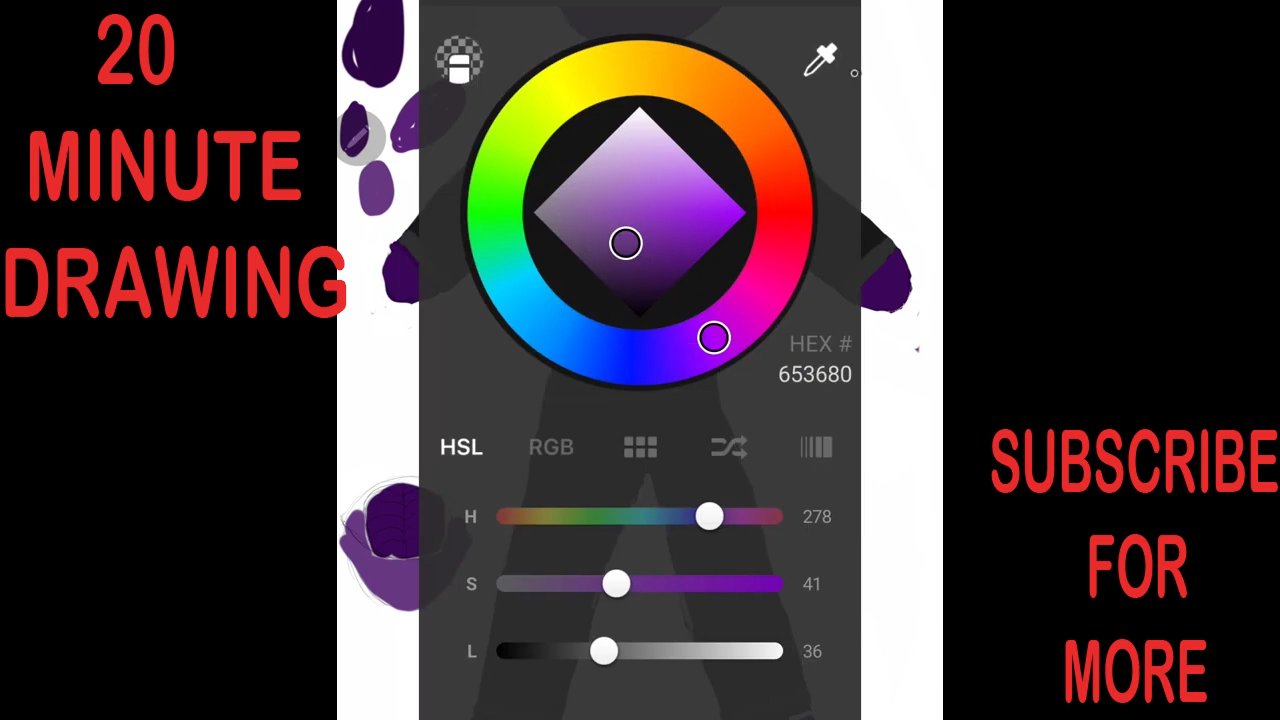 20
MINUTE
DRAWING
HEX #
653680
HSL
RGB
H
278
S
41
L
36
SUBSCRIBE
FOR
MORE